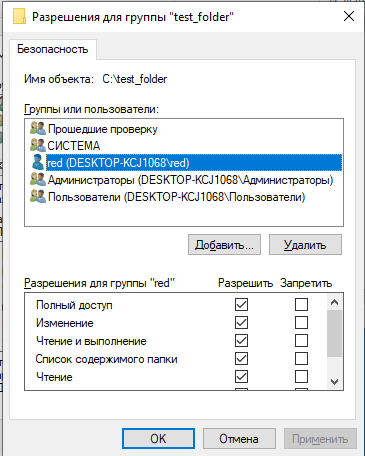 Разрешения для группы "test_folder"
Безопасность
Имя объекта: C:\test_folder
Группы или пользователи:
Прошедшие проверку
СИСТЕМА
red (DESKTOP-KCJ1068\red)
Администраторы (DESKTOP-KCJ1068\Администраторы)
Пользователи (DESKTOP-KCJ1068\Пользователи)
Добавить... Удалить
Разрешения для группы "red" Разрешить Запретить
Полный доступ
Изменение
Чтение и выполнение
Список содержимого папки
Чтение
OK Отмена Применить